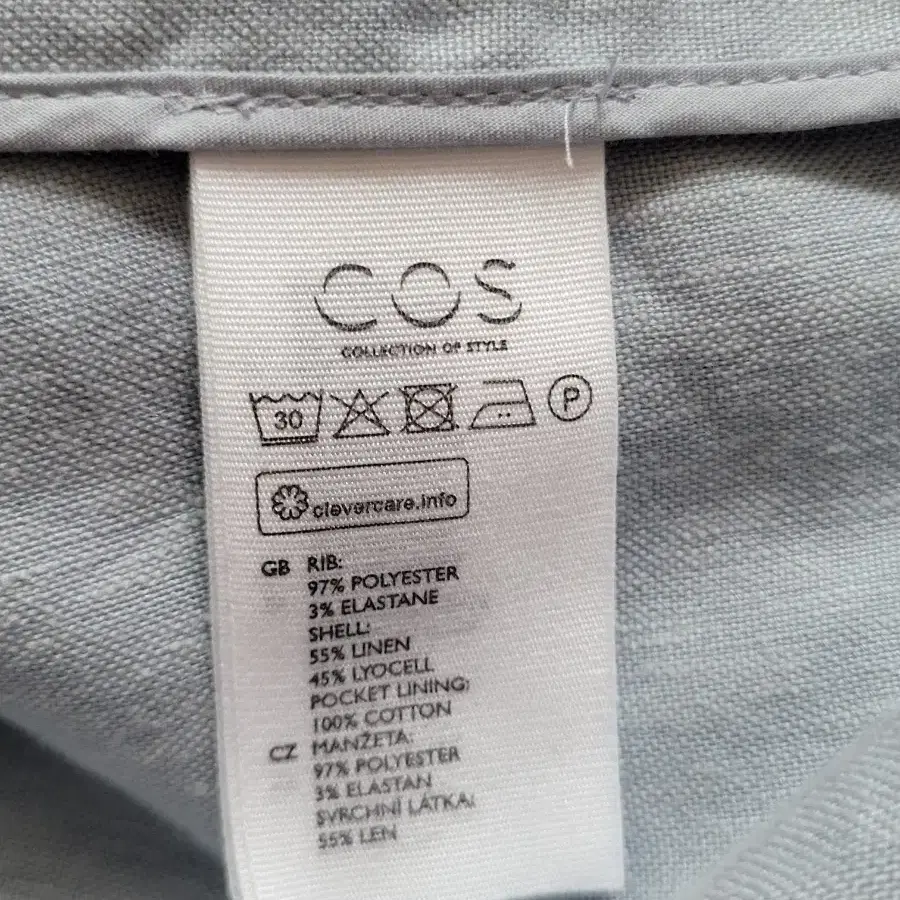 COS
COLLECTION OF STYLE
30
P
clevercare.info
GB RIB:
97% POLYESTER
3% ELASTANE
SHELL:
55% LINEN
45% LYOCELL
POCKET LINING:
100% COTTON
CZ MANŽETA:
97% POLYESTER
3% ELASTAN
SVRCHNÍ LÁTKA:
55% LEN